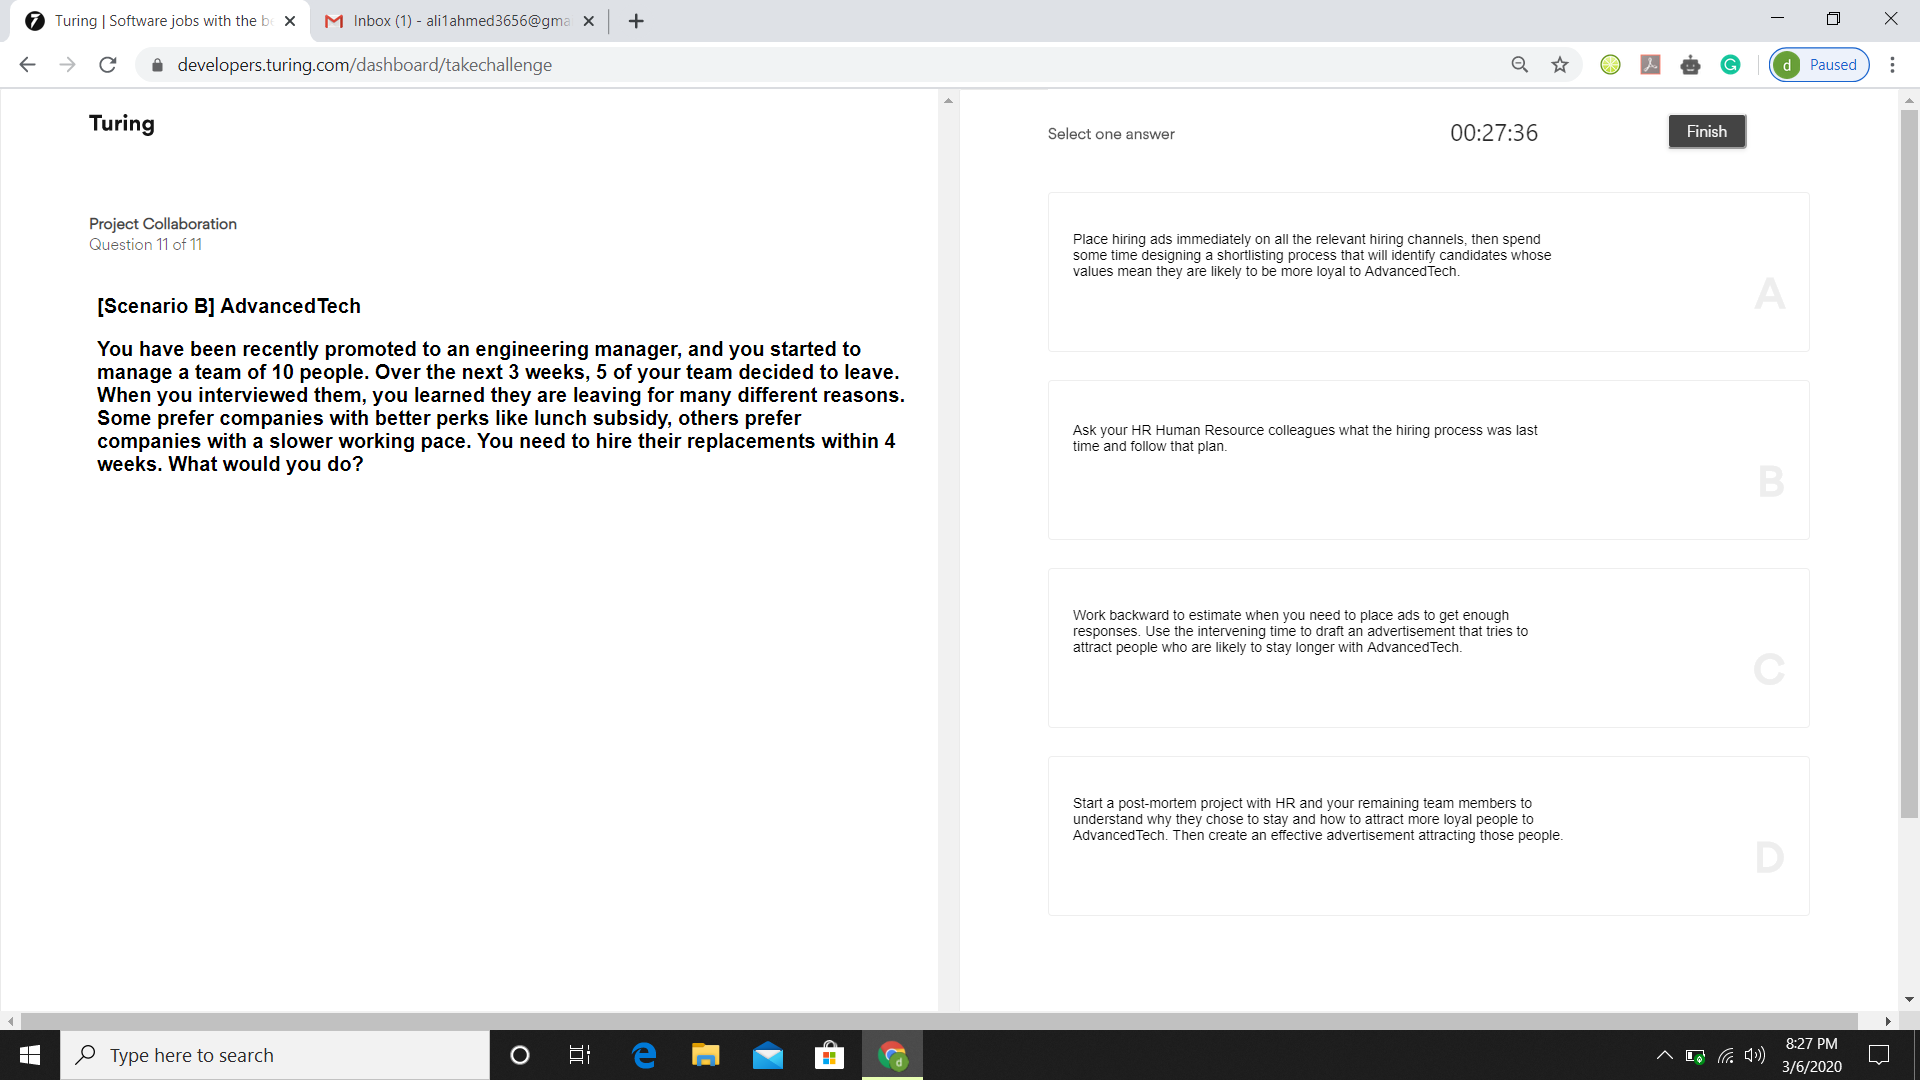 Turing | Software jobs with the b
Inbox (1) - ali1ahmed3656@gma
developers.turing.com/dashboard/takechallenge
d
Paused
Turing
Select one answer
00:27:36
Finish
Project Collaboration
Question 11 of 11
[Scenario B] AdvancedTech
You have been recently promoted to an engineering manager, and you started to
manage a team of 10 people. Over the next 3 weeks, 5 of your team decided to leave.
When you interviewed them, you learned they are leaving for many different reasons.
Some prefer companies with better perks like lunch subsidy, others prefer
companies with a slower working pace. You need to hire their replacements within 4
weeks. What would you do?
Place hiring ads immediately on all the relevant hiring channels, then spend
some time designing a shortlisting process that will identify candidates whose
values mean they are likely to be more loyal to AdvancedTech.
A
Ask your HR Human Resource colleagues what the hiring process was last
time and follow that plan.
B
Work backward to estimate when you need to place ads to get enough
responses. Use the intervening time to draft an advertisement that tries to
attract people who are likely to stay longer with AdvancedTech.
C
Start a post-mortem project with HR and your remaining team members to
understand why they chose to stay and how to attract more loyal people to
AdvancedTech. Then create an effective advertisement attracting those people.
D
Type here to search
8:27 PM
3/6/2020